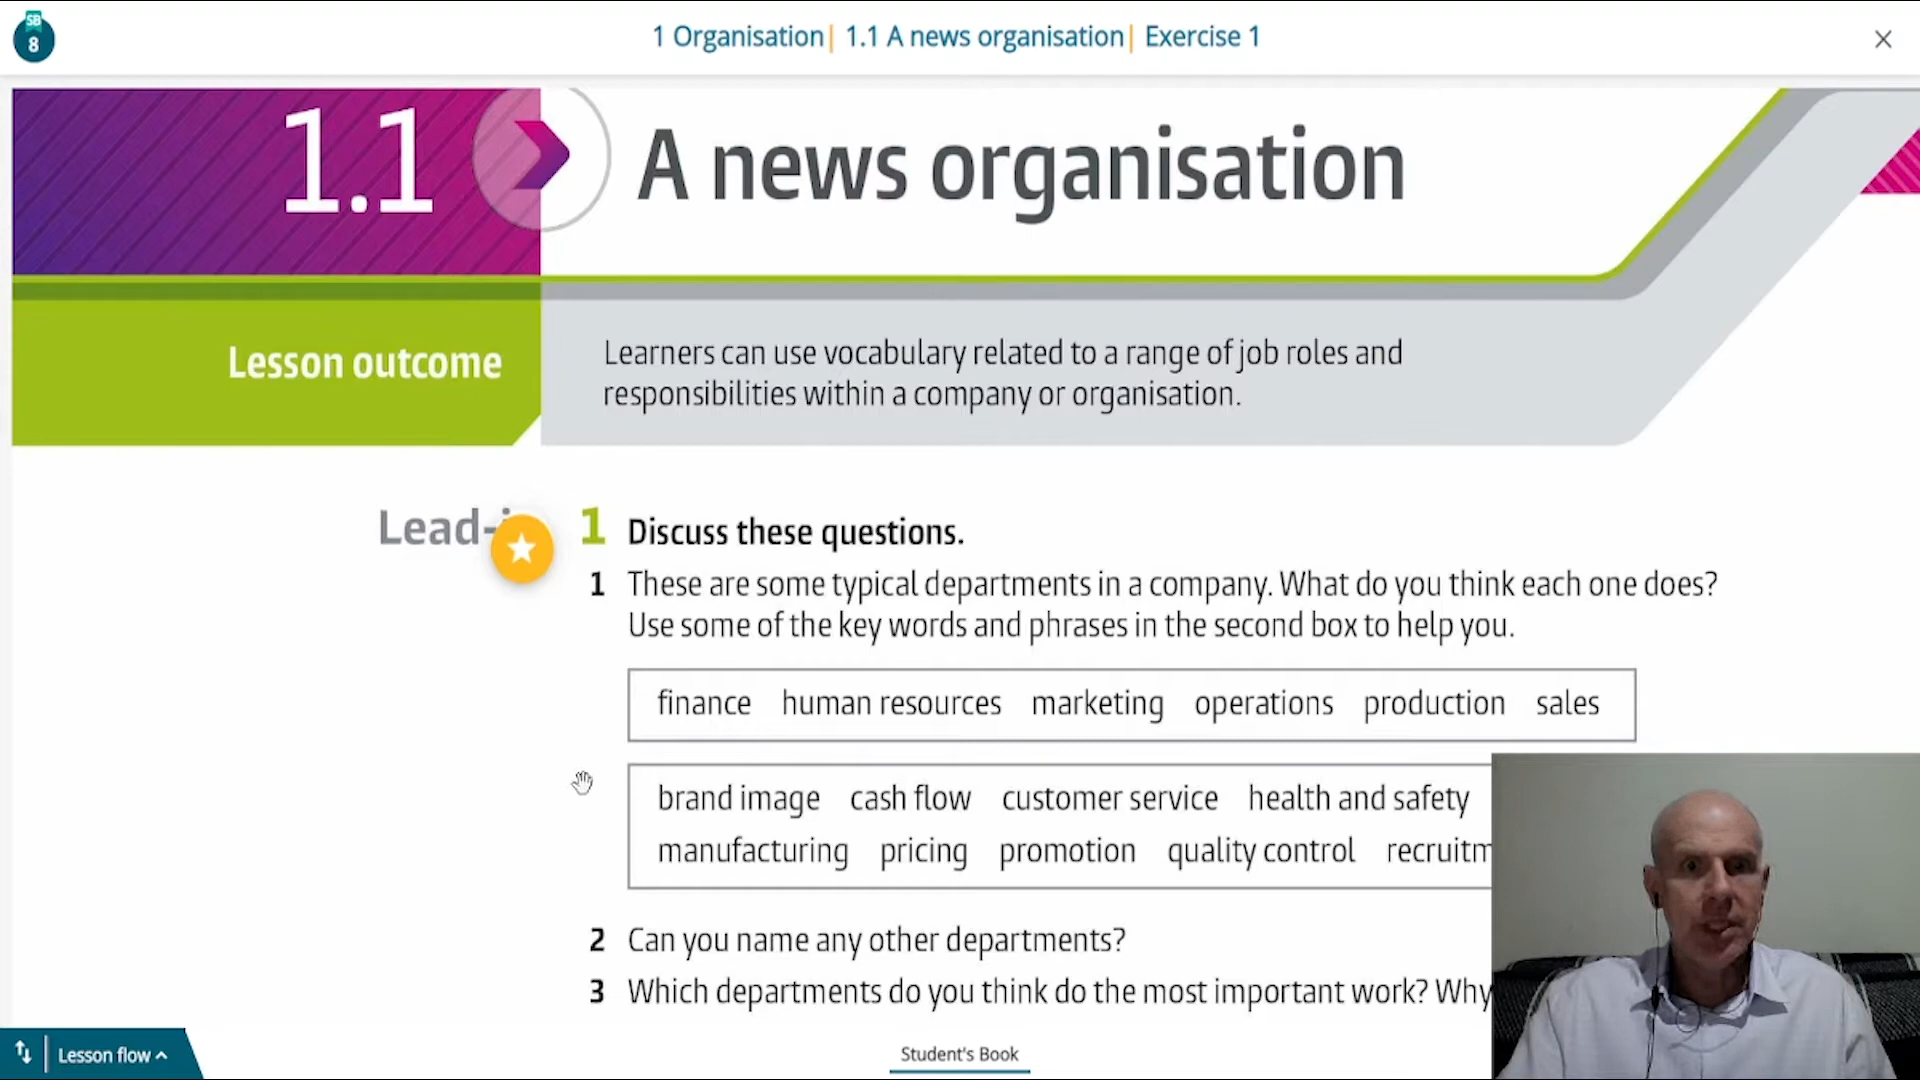 SB
8
1 Organisation| 1.1 A news organisation| Exercise 1
1.1
A news organisation
Lesson outcome
Learners can use vocabulary related to a range of job roles and
responsibilities within a company or organisation.
Lead-
1 Discuss these questions.
1 These are some typical departments in a company. What do you think each one does?
Use some of the key words and phrases in the second box to help you.
finance human resources marketing operations production sales
brand image cash flow customer service health and safety
manufacturing pricing promotion quality control recruitm
2 Can you name any other departments?
3 Which departments do you think do the most important work? Why
Lesson flow
Student's Book